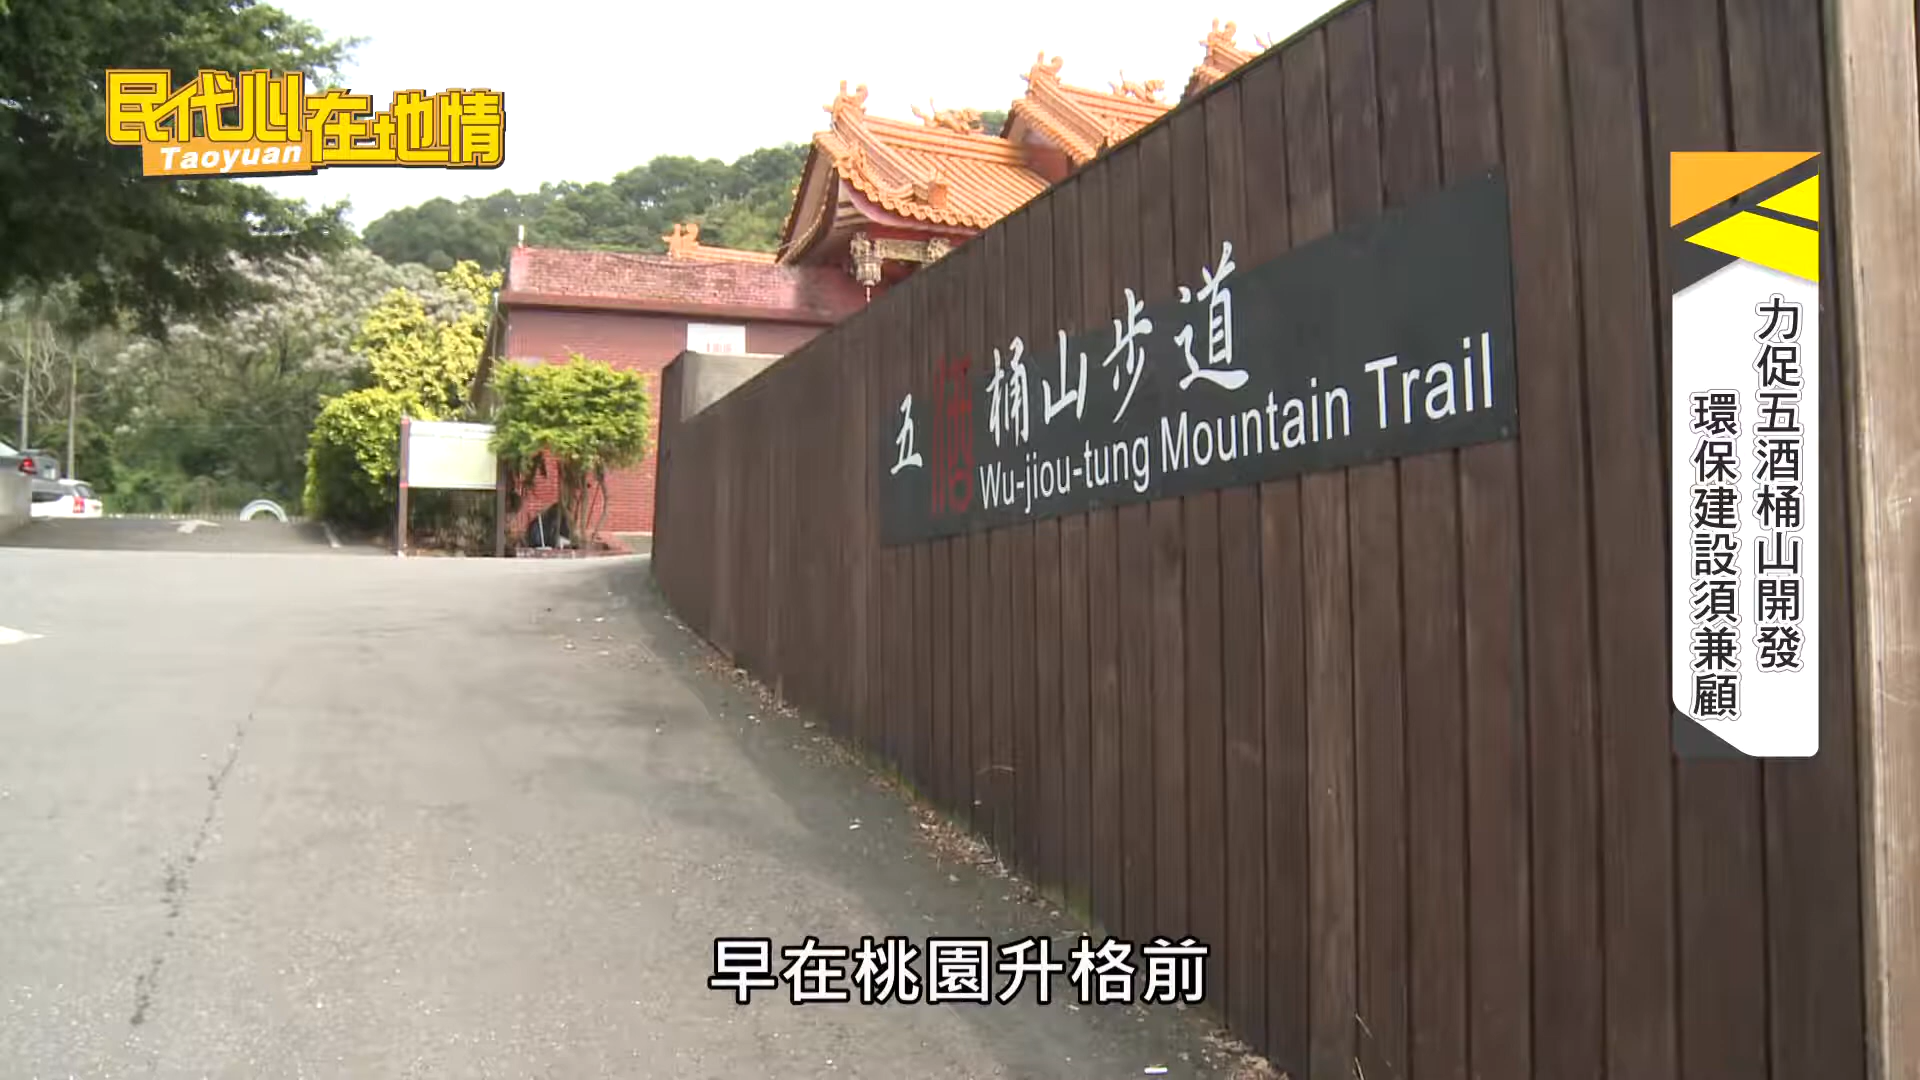 民代心在地情
Taoyuan
五酒桶山步道
Wu-jiou-tung Mountain Trail
力促五酒桶山開發
環保建設須兼顧
早在桃園升格前